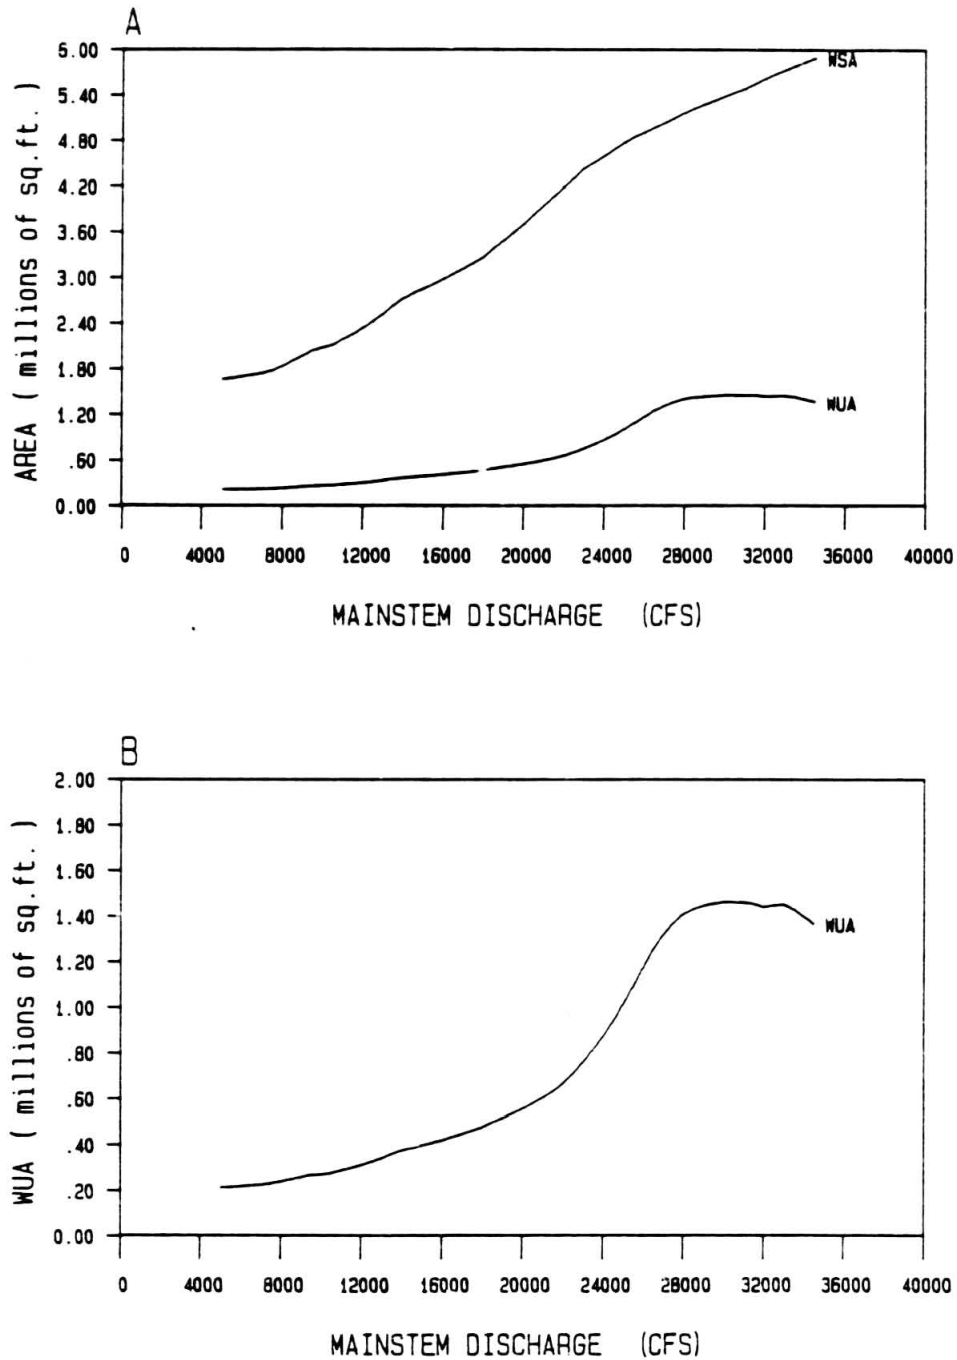 A
6.00
5.40
4.80
4.20
3.60
3.00
2.40
1.80
1.20
.60
0.00
AREA ( millions of sq.ft. )
WSA
WUA
0 4000 8000 12000 16000 20000 24000 28000 32000 36000 40000
MAINSTEM DISCHARGE (CFS)
B
2.00
1.80
1.60
1.40
1.20
1.00
.80
.60
.40
.20
0.00
WUA ( millions of sq.ft. )
WUA
0 4000 8000 12000 16000 20000 24000 28000 32000 36000 40000
MAINSTEM DISCHARGE (CFS)